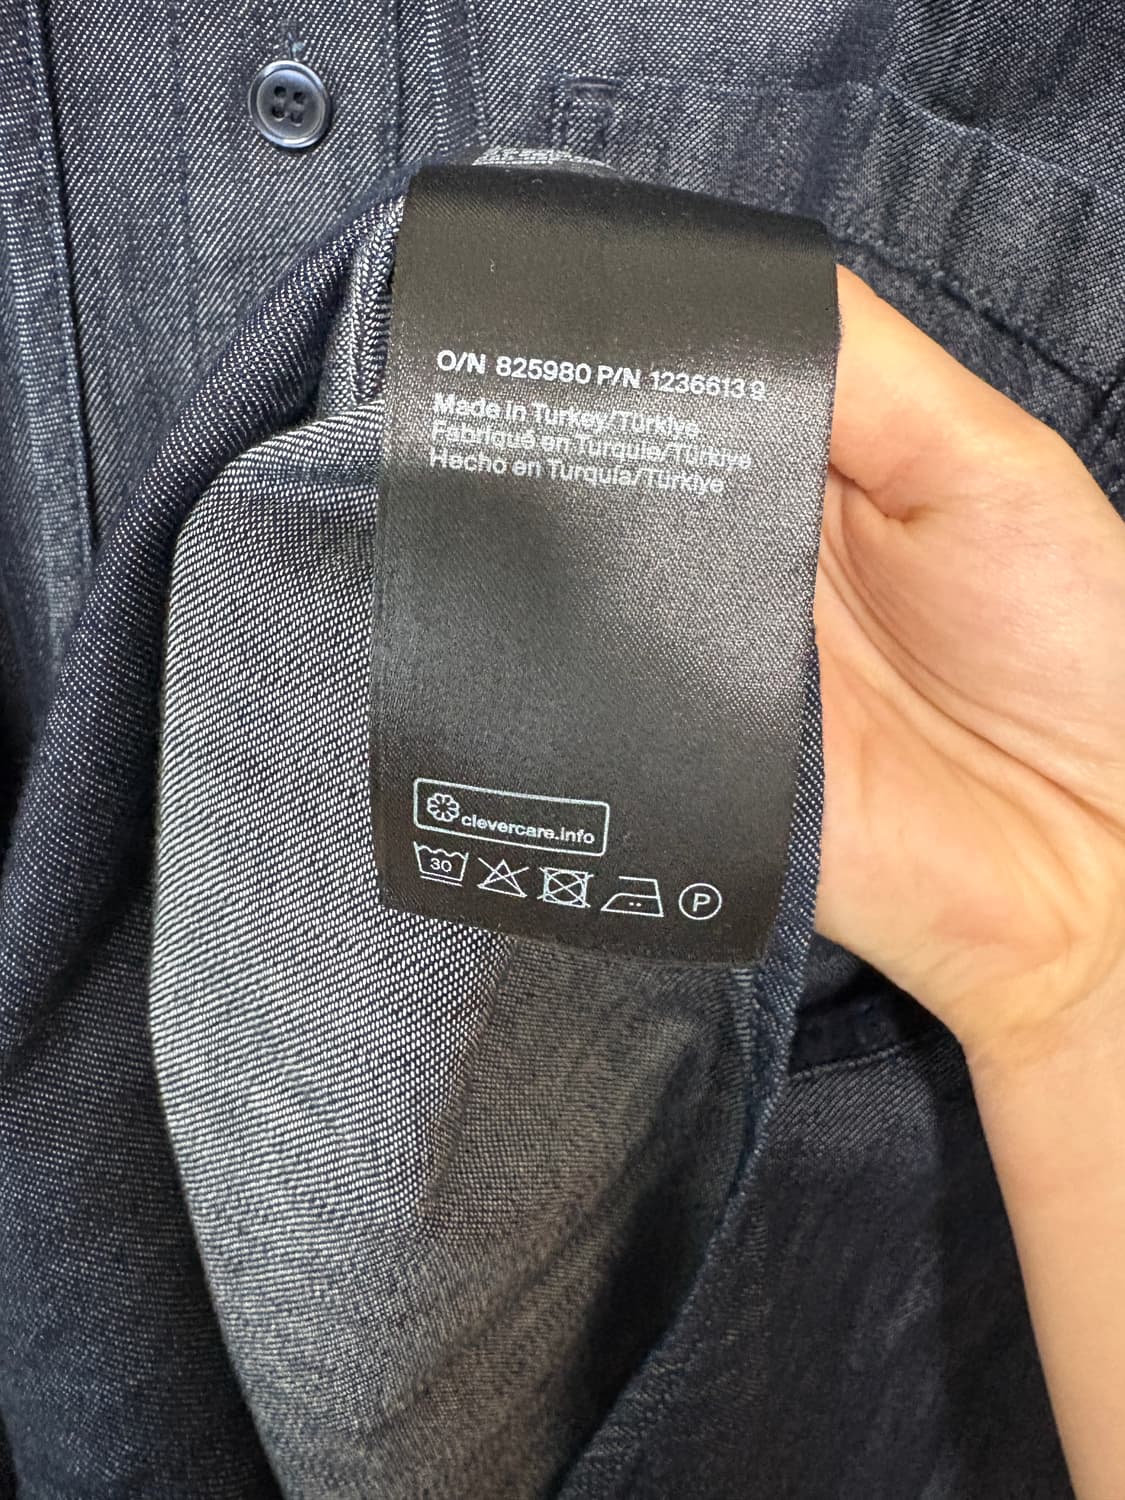 O/N 825980 P/N 1236613 9
Made in Turkey/Türkiye
Fabriqué en Turquie/Türkiye
Hecho en Turquía/Türkiye
clevercare.info
30
P